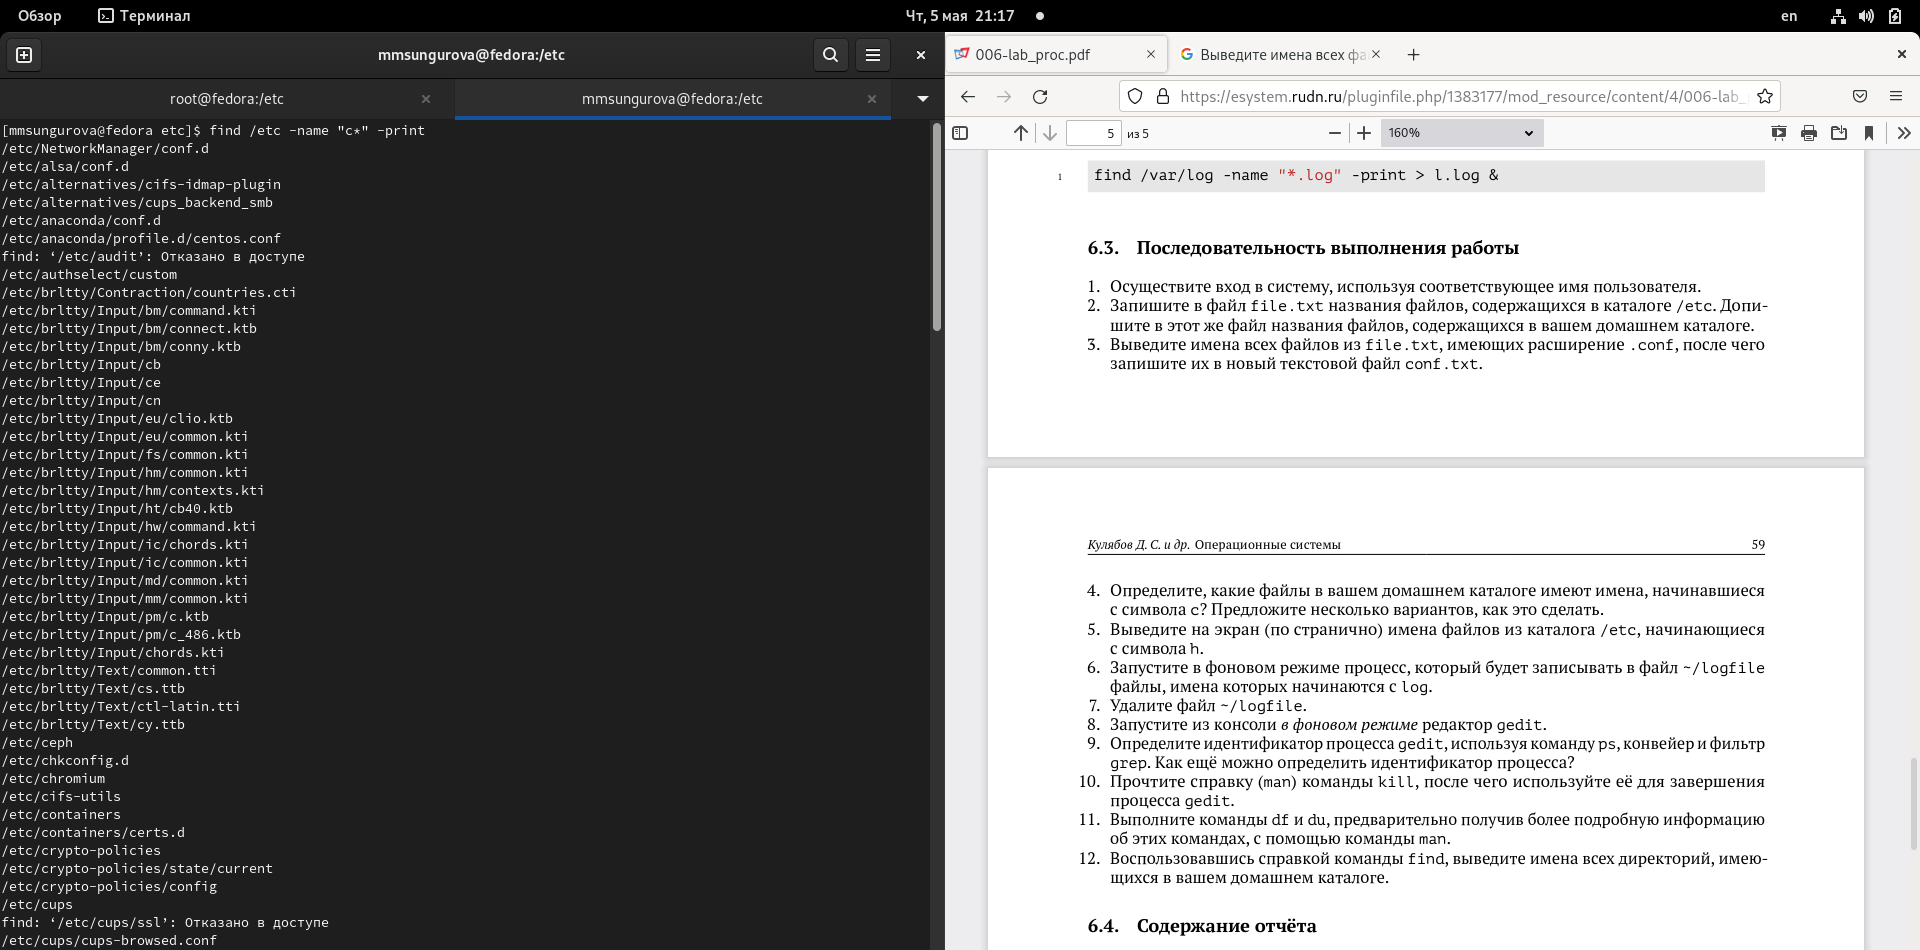 Обзор
Терминал
Чт, 5 мая 21:17
en
mmsungurova@fedora:/etc
root@fedora:/etc
mmsungurova@fedora:/etc
[mmsungurova@fedora etc]$ find /etc -name "c*" -print
/etc/NetworkManager/conf.d
/etc/alsa/conf.d
/etc/alternatives/cifs-idmap-plugin
/etc/alternatives/cups_backend_smb
/etc/anaconda/conf.d
/etc/anaconda/profile.d/centos.conf
find: ‘/etc/audit’: Отказано в доступе
/etc/authselect/custom
/etc/brltty/Contraction/countries.cti
/etc/brltty/Input/bm/command.kti
/etc/brltty/Input/bm/connect.ktb
/etc/brltty/Input/bm/conny.ktb
/etc/brltty/Input/cb
/etc/brltty/Input/ce
/etc/brltty/Input/cn
/etc/brltty/Input/eu/clio.ktb
/etc/brltty/Input/eu/common.kti
/etc/brltty/Input/fs/common.kti
/etc/brltty/Input/hm/common.kti
/etc/brltty/Input/hm/contexts.kti
/etc/brltty/Input/ht/cb40.ktb
/etc/brltty/Input/hw/command.kti
/etc/brltty/Input/ic/chords.kti
/etc/brltty/Input/ic/common.kti
/etc/brltty/Input/md/common.kti
/etc/brltty/Input/mm/common.kti
/etc/brltty/Input/pm/c.ktb
/etc/brltty/Input/pm/c_486.ktb
/etc/brltty/Input/chords.kti
/etc/brltty/Text/common.tti
/etc/brltty/Text/cs.ttb
/etc/brltty/Text/ctl-latin.tti
/etc/brltty/Text/cy.ttb
/etc/ceph
/etc/chkconfig.d
/etc/chromium
/etc/cifs-utils
/etc/containers
/etc/containers/certs.d
/etc/crypto-policies
/etc/crypto-policies/state/current
/etc/crypto-policies/config
/etc/cups
find: ‘/etc/cups/ssl’: Отказано в доступе
/etc/cups/cups-browsed.conf
006-lab_proc.pdf
Выведите имена всех фа
https://esystem.rudn.ru/pluginfile.php/1383177/mod_resource/content/4/006-lab_
5 из 5
160%
1 find /var/log -name "*.log" -print > l.log &
6.3. Последовательность выполнения работы
1. Осуществите вход в систему, используя соответствующее имя пользователя.
2. Запишите в файл file.txt названия файлов, содержащихся в каталоге /etc. Допи-
шите в этот же файл названия файлов, содержащихся в вашем домашнем каталоге.
3. Выведите имена всех файлов из file.txt, имеющих расширение .conf, после чего
запишите их в новый текстовой файл conf.txt.
Кулябов Д. С. и др. Операционные системы 59
4. Определите, какие файлы в вашем домашнем каталоге имеют имена, начинавшиеся
с символа c? Предложите несколько вариантов, как это сделать.
5. Выведите на экран (по странично) имена файлов из каталога /etc, начинающиеся
с символа h.
6. Запустите в фоновом режиме процесс, который будет записывать в файл ~/logfile
файлы, имена которых начинаются с log.
7. Удалите файл ~/logfile.
8. Запустите из консоли в фоновом режиме редактор gedit.
9. Определите идентификатор процесса gedit, используя команду ps, конвейер и фильтр
grep. Как ещё можно определить идентификатор процесса?
10. Прочтите справку (man) команды kill, после чего используйте её для завершения
процесса gedit.
11. Выполните команды df и du, предварительно получив более подробную информацию
об этих командах, с помощью команды man.
12. Воспользовавшись справкой команды find, выведите имена всех директорий, имею-
щихся в вашем домашнем каталоге.
6.4. Содержание отчёта